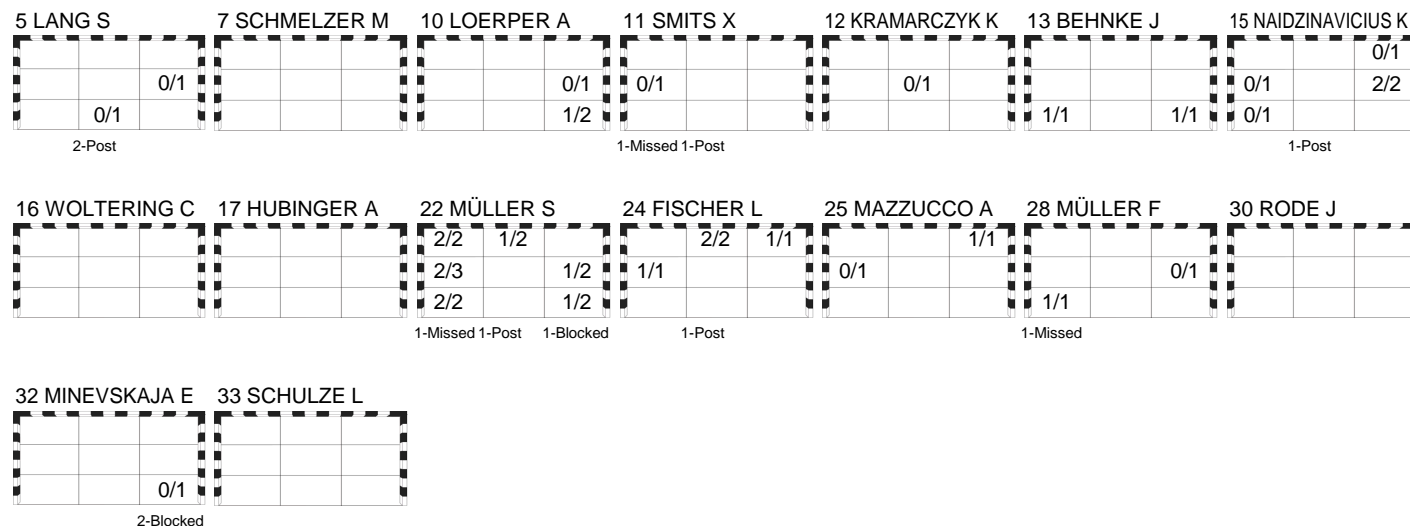 5 LANG S 7 SCHMELZER M 10 LOERPER A 11 SMITS X 12 KRAMARCZYK K 13 BEHNKE J 15 NAIDZINAVICIUS K
0/1
0/1 0/1 0/1 0/1 0/1 2/2
0/1 1/2 1/1 1/1 0/1
2-Post 1-Missed 1-Post 1-Post
16 WOLTERING C 17 HUBINGER A 22 MÜLLER S 24 FISCHER L 25 MAZZUCCO A 28 MÜLLER F 30 RODE J
2/2 1/2 2/2 1/1 1/1
2/3 1/2 1/1 0/1 0/1
2/2 1/2 1/1
1-Missed 1-Post 1-Blocked 1-Post 1-Missed
32 MINEVSKAJA E 33 SCHULZE L
0/1
2-Blocked